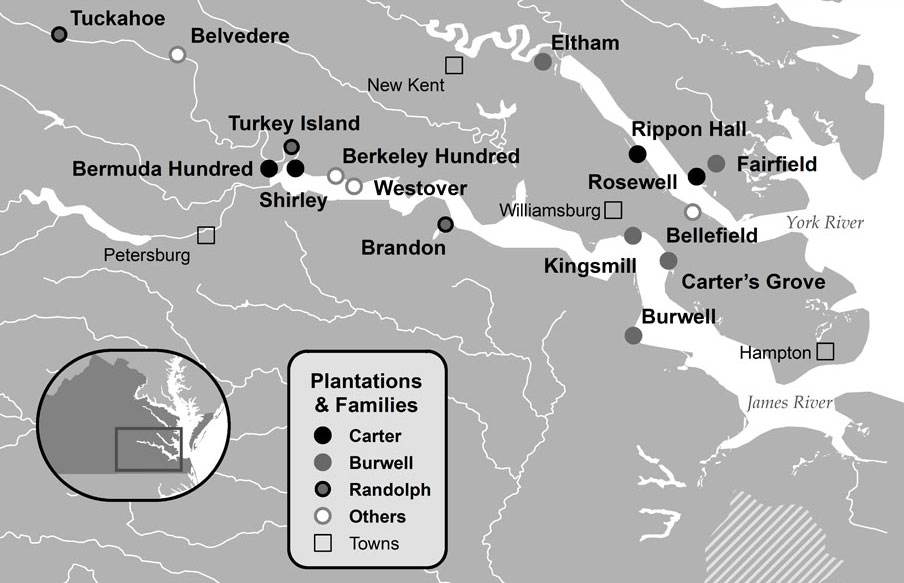 Tuckahoe
Belvedere
Eltham
New Kent
Turkey Island
Rippon Hall
Bermuda Hundred
Berkeley Hundred
Fairfield
Shirley
Westover
Rosewell
Williamsburg
York River
Brandon
Bellefield
Petersburg
Kingsmill
Carter's Grove
Burwell
Hampton
James River
Plantations
& Families
Carter
Burwell
Randolph
Others
Towns